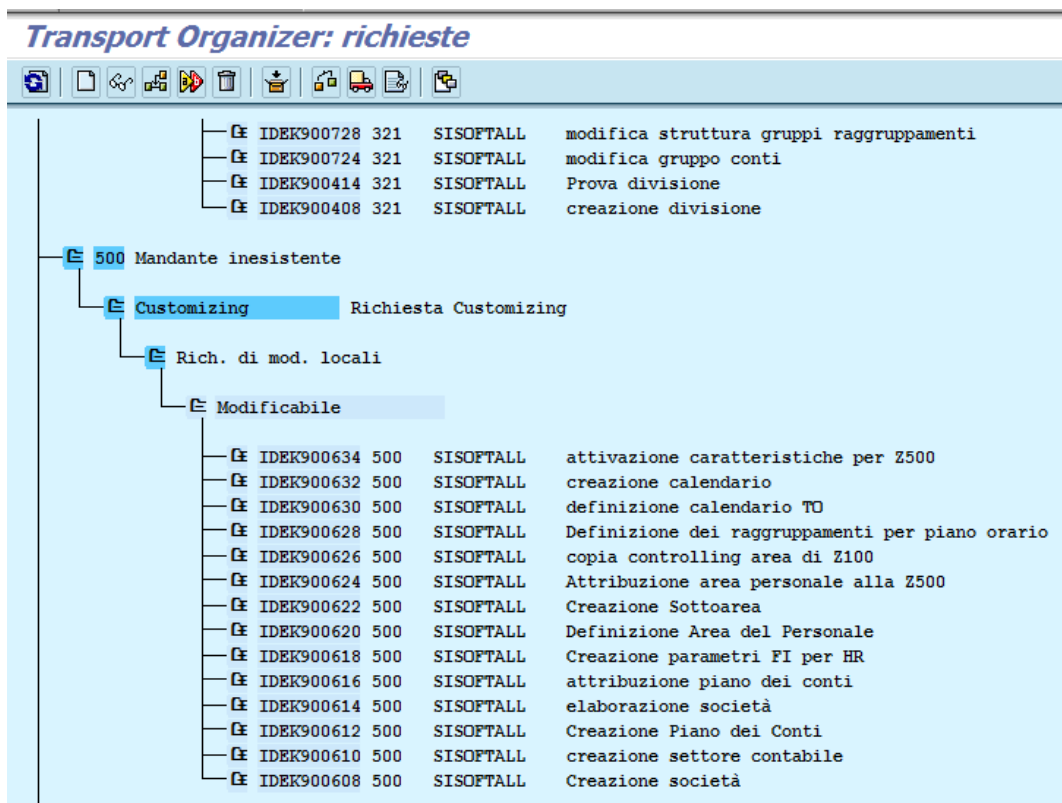 Transport Organizer: richieste
IDEK900728 321 SISOFTALL modifica struttura gruppi raggruppamenti
IDEK900724 321 SISOFTALL modifica gruppo conti
IDEK900414 321 SISOFTALL Prova divisione
IDEK900408 321 SISOFTALL creazione divisione
500 Mandante inesistente
Customizing Richiesta Customizing
Rich. di mod. locali
Modificabile
IDEK900634 500 SISOFTALL attivazione caratteristiche per Z500
IDEK900632 500 SISOFTALL creazione calendario
IDEK900630 500 SISOFTALL definizione calendario TO
IDEK900628 500 SISOFTALL Definizione dei raggruppamenti per piano orario
IDEK900626 500 SISOFTALL copia controlling area di Z100
IDEK900624 500 SISOFTALL Attribuzione area personale alla Z500
IDEK900622 500 SISOFTALL Creazione Sottoarea
IDEK900620 500 SISOFTALL Definizione Area del Personale
IDEK900618 500 SISOFTALL Creazione parametri FI per HR
IDEK900616 500 SISOFTALL attribuzione piano dei conti
IDEK900614 500 SISOFTALL elaborazione società
IDEK900612 500 SISOFTALL Creazione Piano dei Conti
IDEK900610 500 SISOFTALL creazione settore contabile
IDEK900608 500 SISOFTALL Creazione società